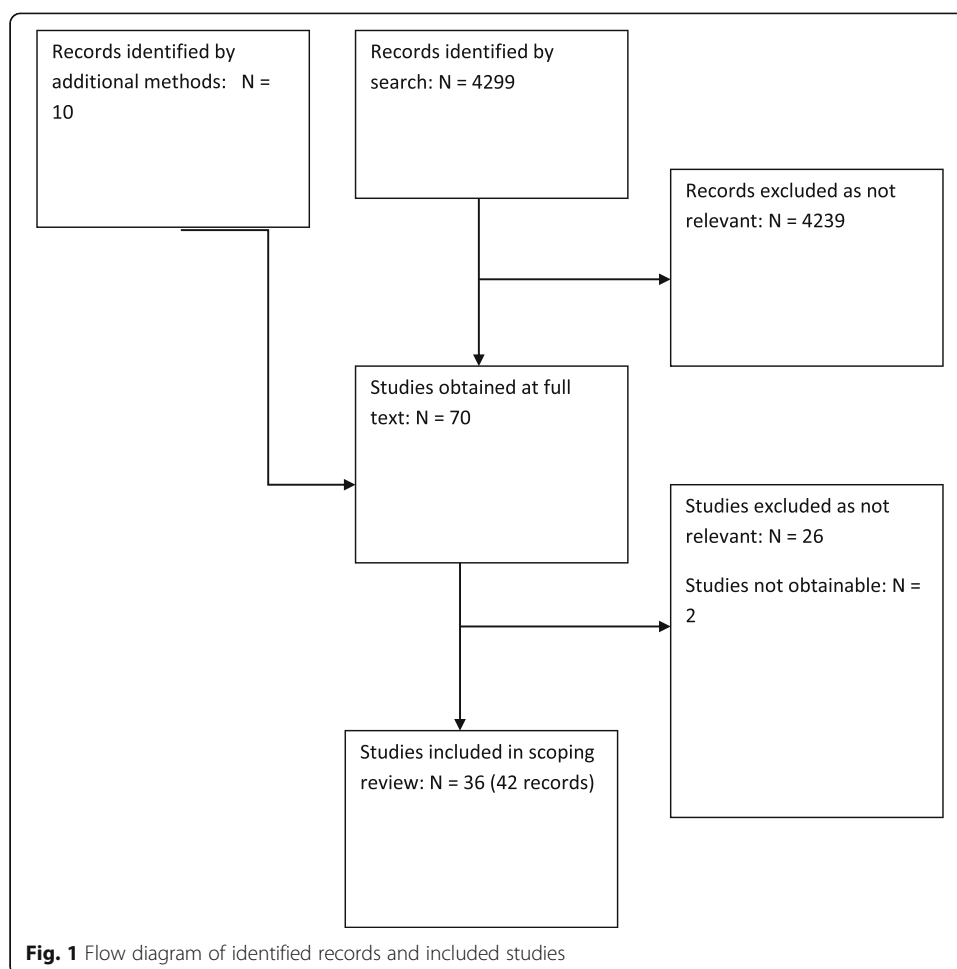 Records identified by
additional methods: N =
10
Records identified by
search: N = 4299
Records excluded as not
relevant: N = 4239
Studies obtained at full
text: N = 70
Studies excluded as not
relevant: N = 26
Studies not obtainable: N =
2
Studies included in scoping
review: N = 36 (42 records)
Fig. 1 Flow diagram of identified records and included studies